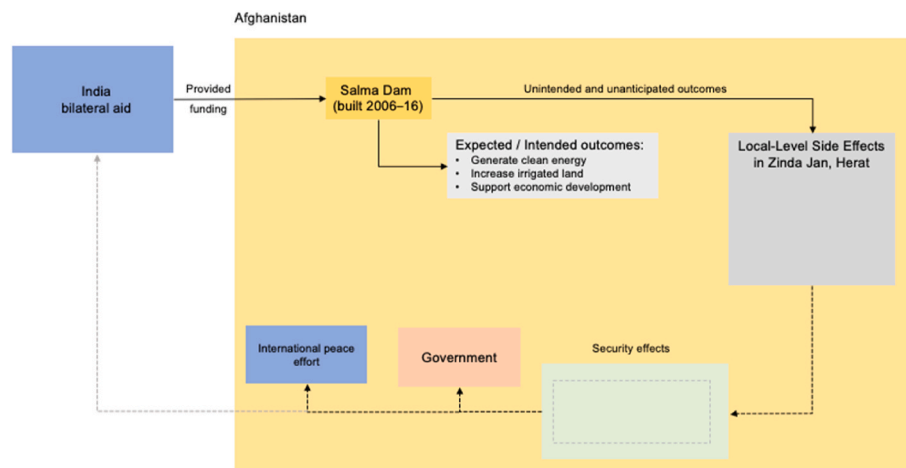 Afghanistan
India
bilateral aid
Provided
funding
Salma Dam
(built 2006–16)
Unintended and unanticipated outcomes
Expected / Intended outcomes:
• Generate clean energy
• Increase irrigated land
• Support economic development
Local-Level Side Effects
in Zinda Jan, Herat
International peace
effort
Government
Security effects